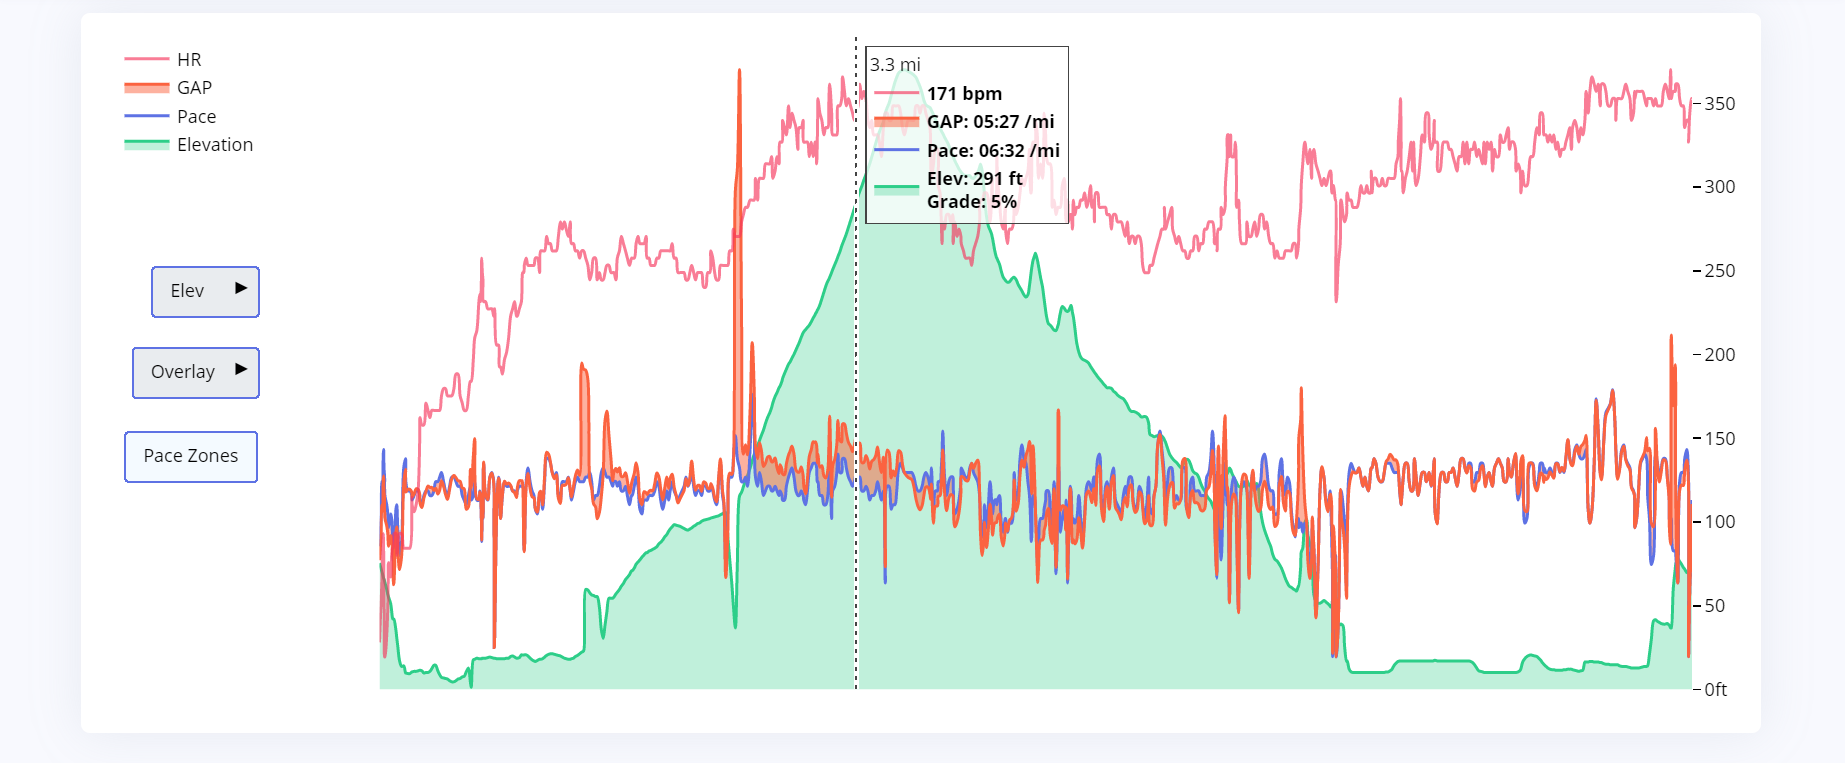 HR
GAP
Pace
Elevation
Elev ▶
Overlay ▶
Pace Zones
3.3 mi
171 bpm
GAP: 05:27 /mi
Pace: 06:32 /mi
Elev: 291 ft
Grade: 5%
350
300
250
200
150
100
50
0ft